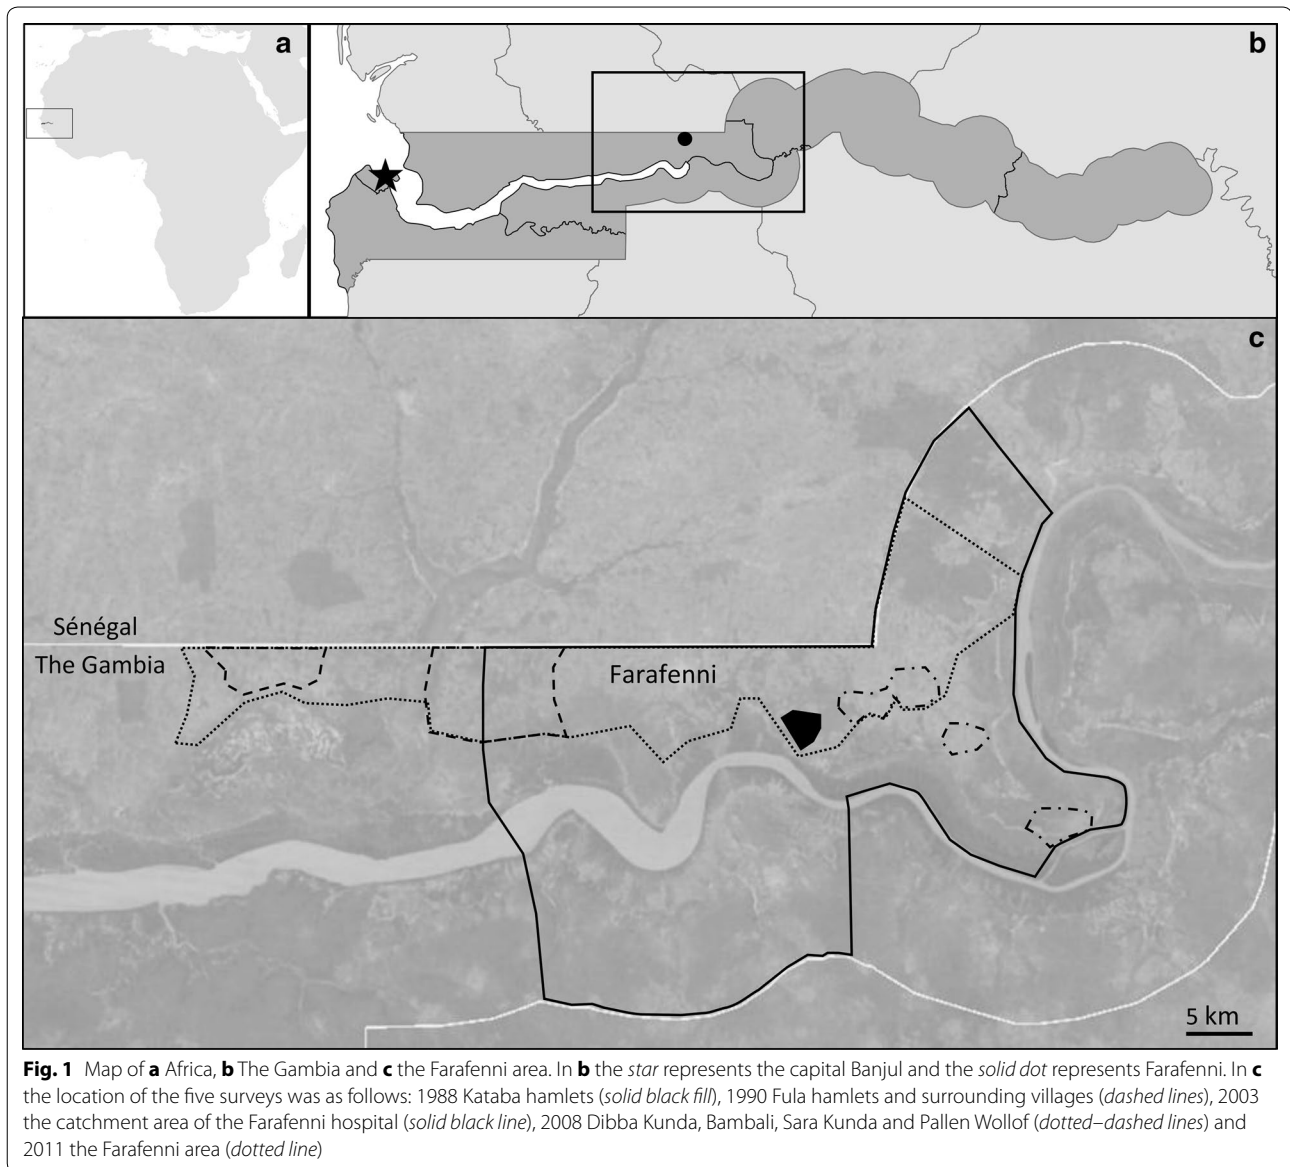 a
b
c
Sénégal
The Gambia
Farafenni
5 km
Fig. 1 Map of a Africa, b The Gambia and c the Farafenni area. In b the star represents the capital Banjul and the solid dot represents Farafenni. In c
the location of the five surveys was as follows: 1988 Kataba hamlets (solid black fill), 1990 Fula hamlets and surrounding villages (dashed lines), 2003
the catchment area of the Farafenni hospital (solid black line), 2008 Dibba Kunda, Bambali, Sara Kunda and Pallen Wollof (dotted–dashed lines) and
2011 the Farafenni area (dotted line)